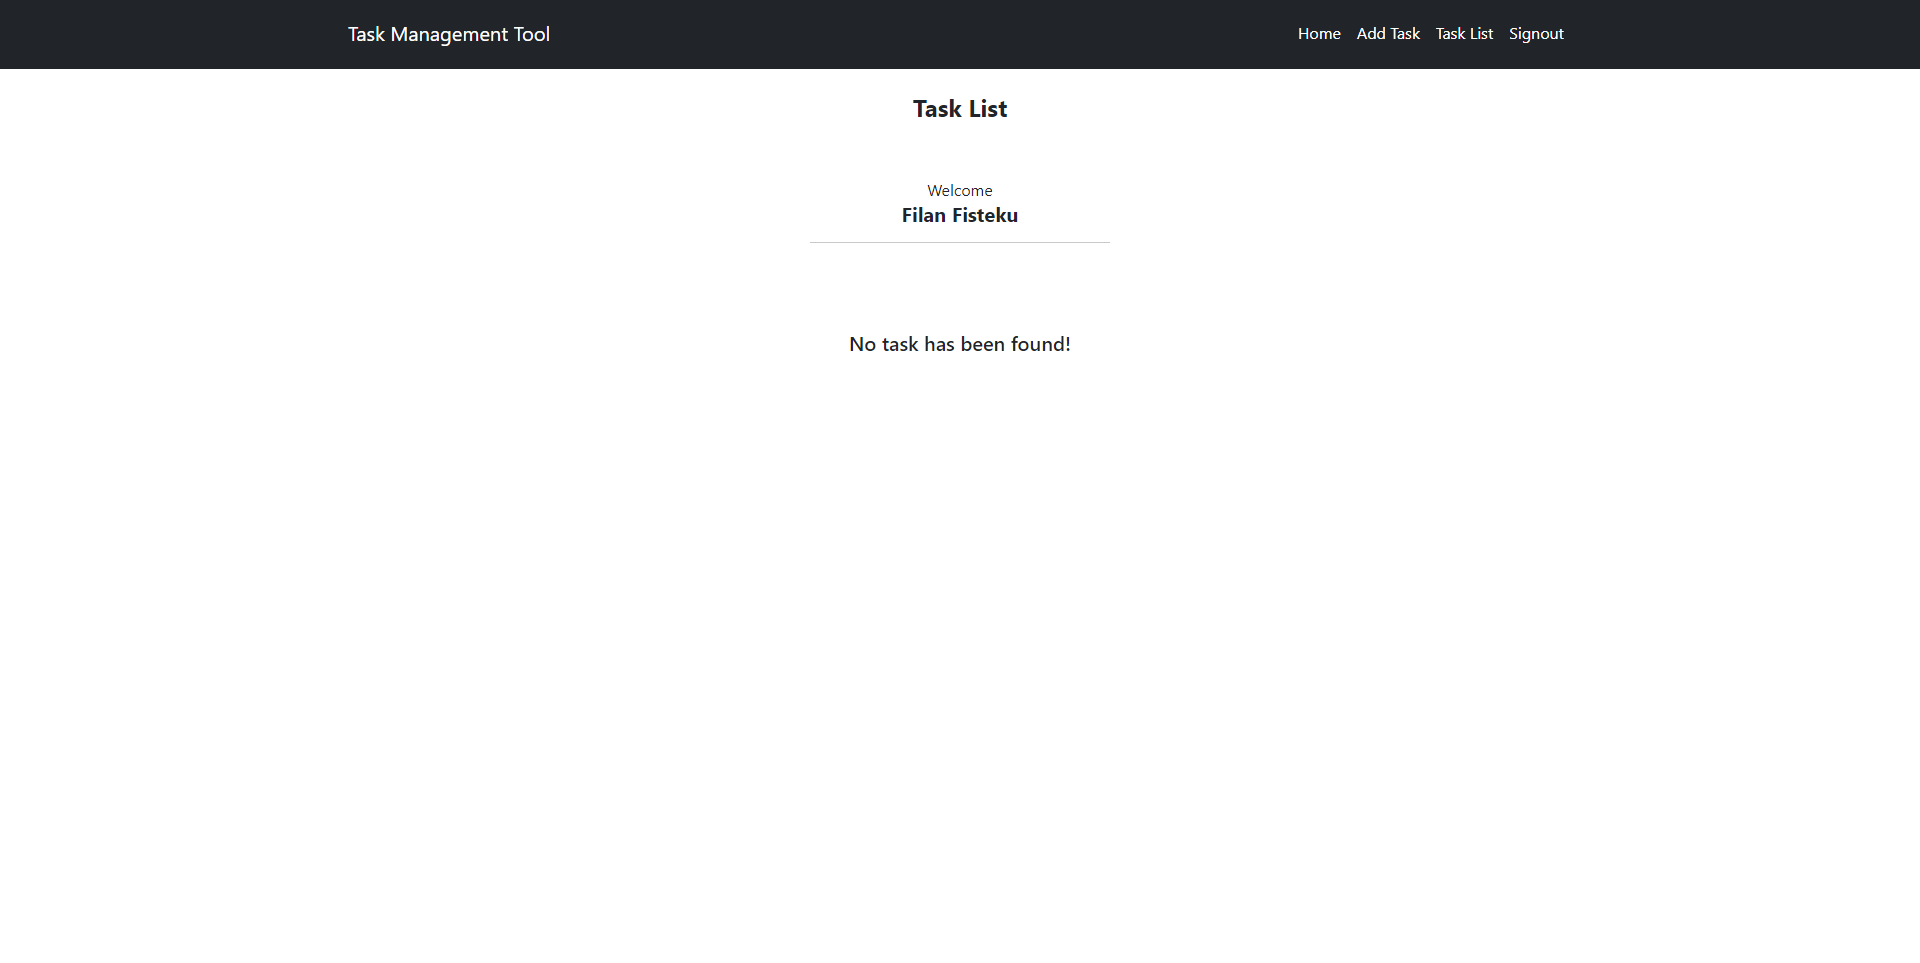 Task Management Tool
Home Add Task Task List Signout
Task List
Welcome
Filan Fisteku
No task has been found!